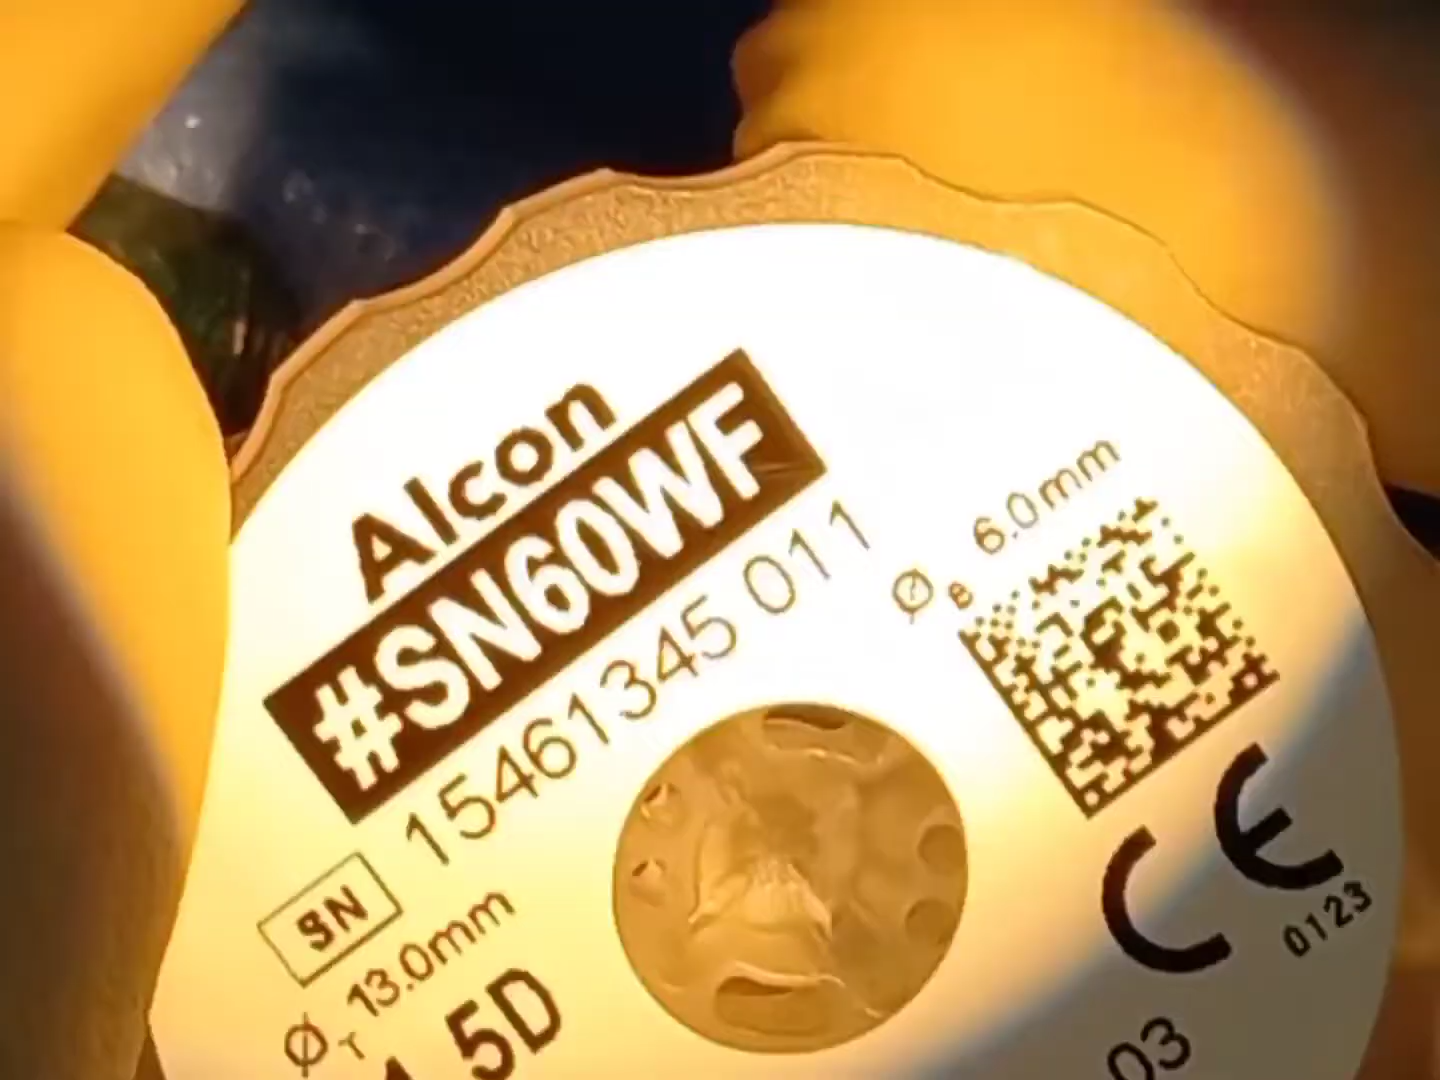 Alcon
#SN60WF
15461345 011
SN
Ø B 6.0mm
Ø T 13.0mm
.5D
CE
0123
03